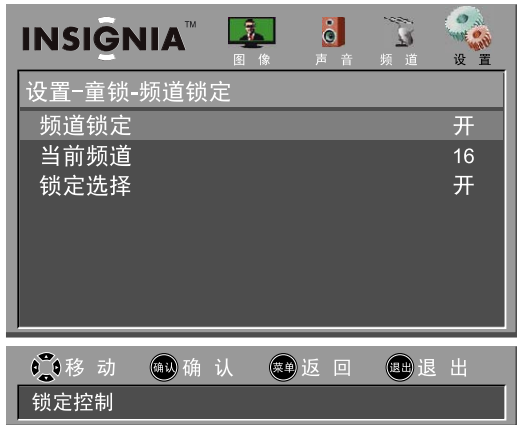 INSIGNIA™
图像 声音 频道 设置
设置-童锁-频道锁定
频道锁定 开
当前频道 16
锁定选择 开
移动 确认 确认 菜单 返回 退出 退出
锁定控制